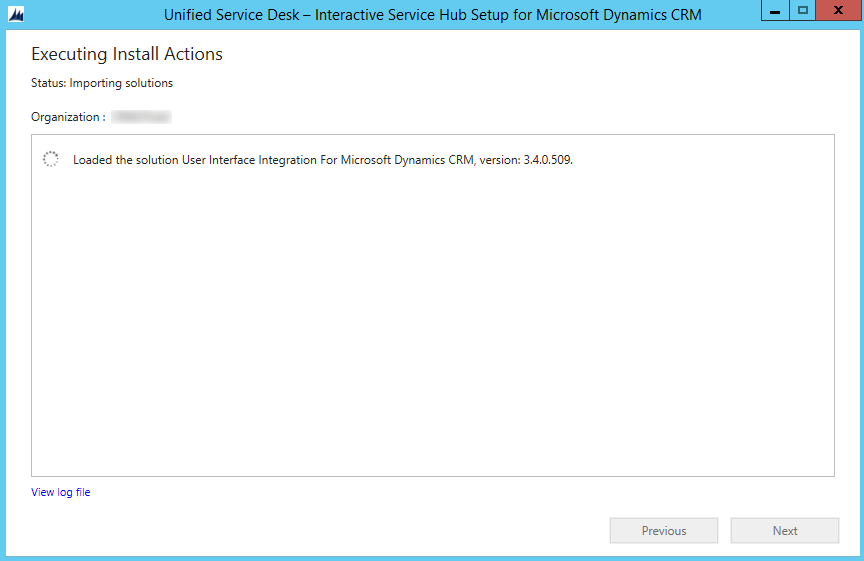 Unified Service Desk – Interactive Service Hub Setup for Microsoft Dynamics CRM
Executing Install Actions
Status: Importing solutions
Organization :
Loaded the solution User Interface Integration For Microsoft Dynamics CRM, version: 3.4.0.509.
View log file
Previous
Next